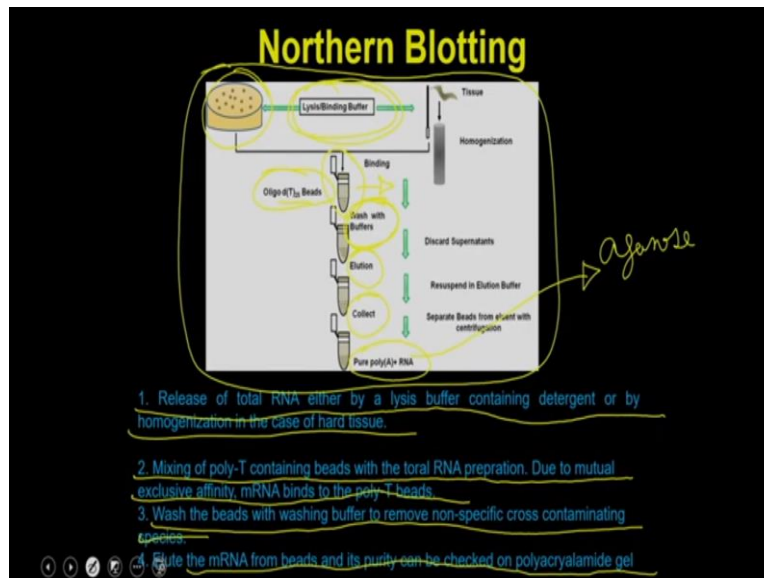 Northern Blotting
Lysis/Binding Buffer
Tissue
Homogenization
Binding
Oligo d(T)₂₅ Beads
Wash with
Buffers
Discard Supernatants
Elution
Resuspend in Elution Buffer
Collect
Separate Beads from eluent with
centrifugation
Pure poly(A)+ RNA
agarose
1. Release of total RNA either by a lysis buffer containing detergent or by
homogenization in the case of hard tissue.
2. Mixing of poly-T containing beads with the toral RNA prepration. Due to mutual
exclusive affinity, mRNA binds to the poly-T beads.
3. Wash the beads with washing buffer to remove non-specific cross contaminating
species.
4. Elute the mRNA from beads and its purity can be checked on polyacryalamide gel